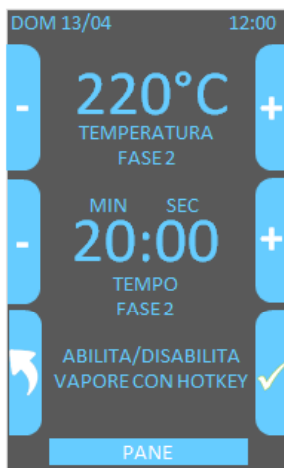 DOM 13/04 12:00
220°C
- +
TEMPERATURA
FASE 2
MIN SEC
- 20:00 +
TEMPO
FASE 2
ABILITA/DISABILITA
VAPORE CON HOTKEY
PANE